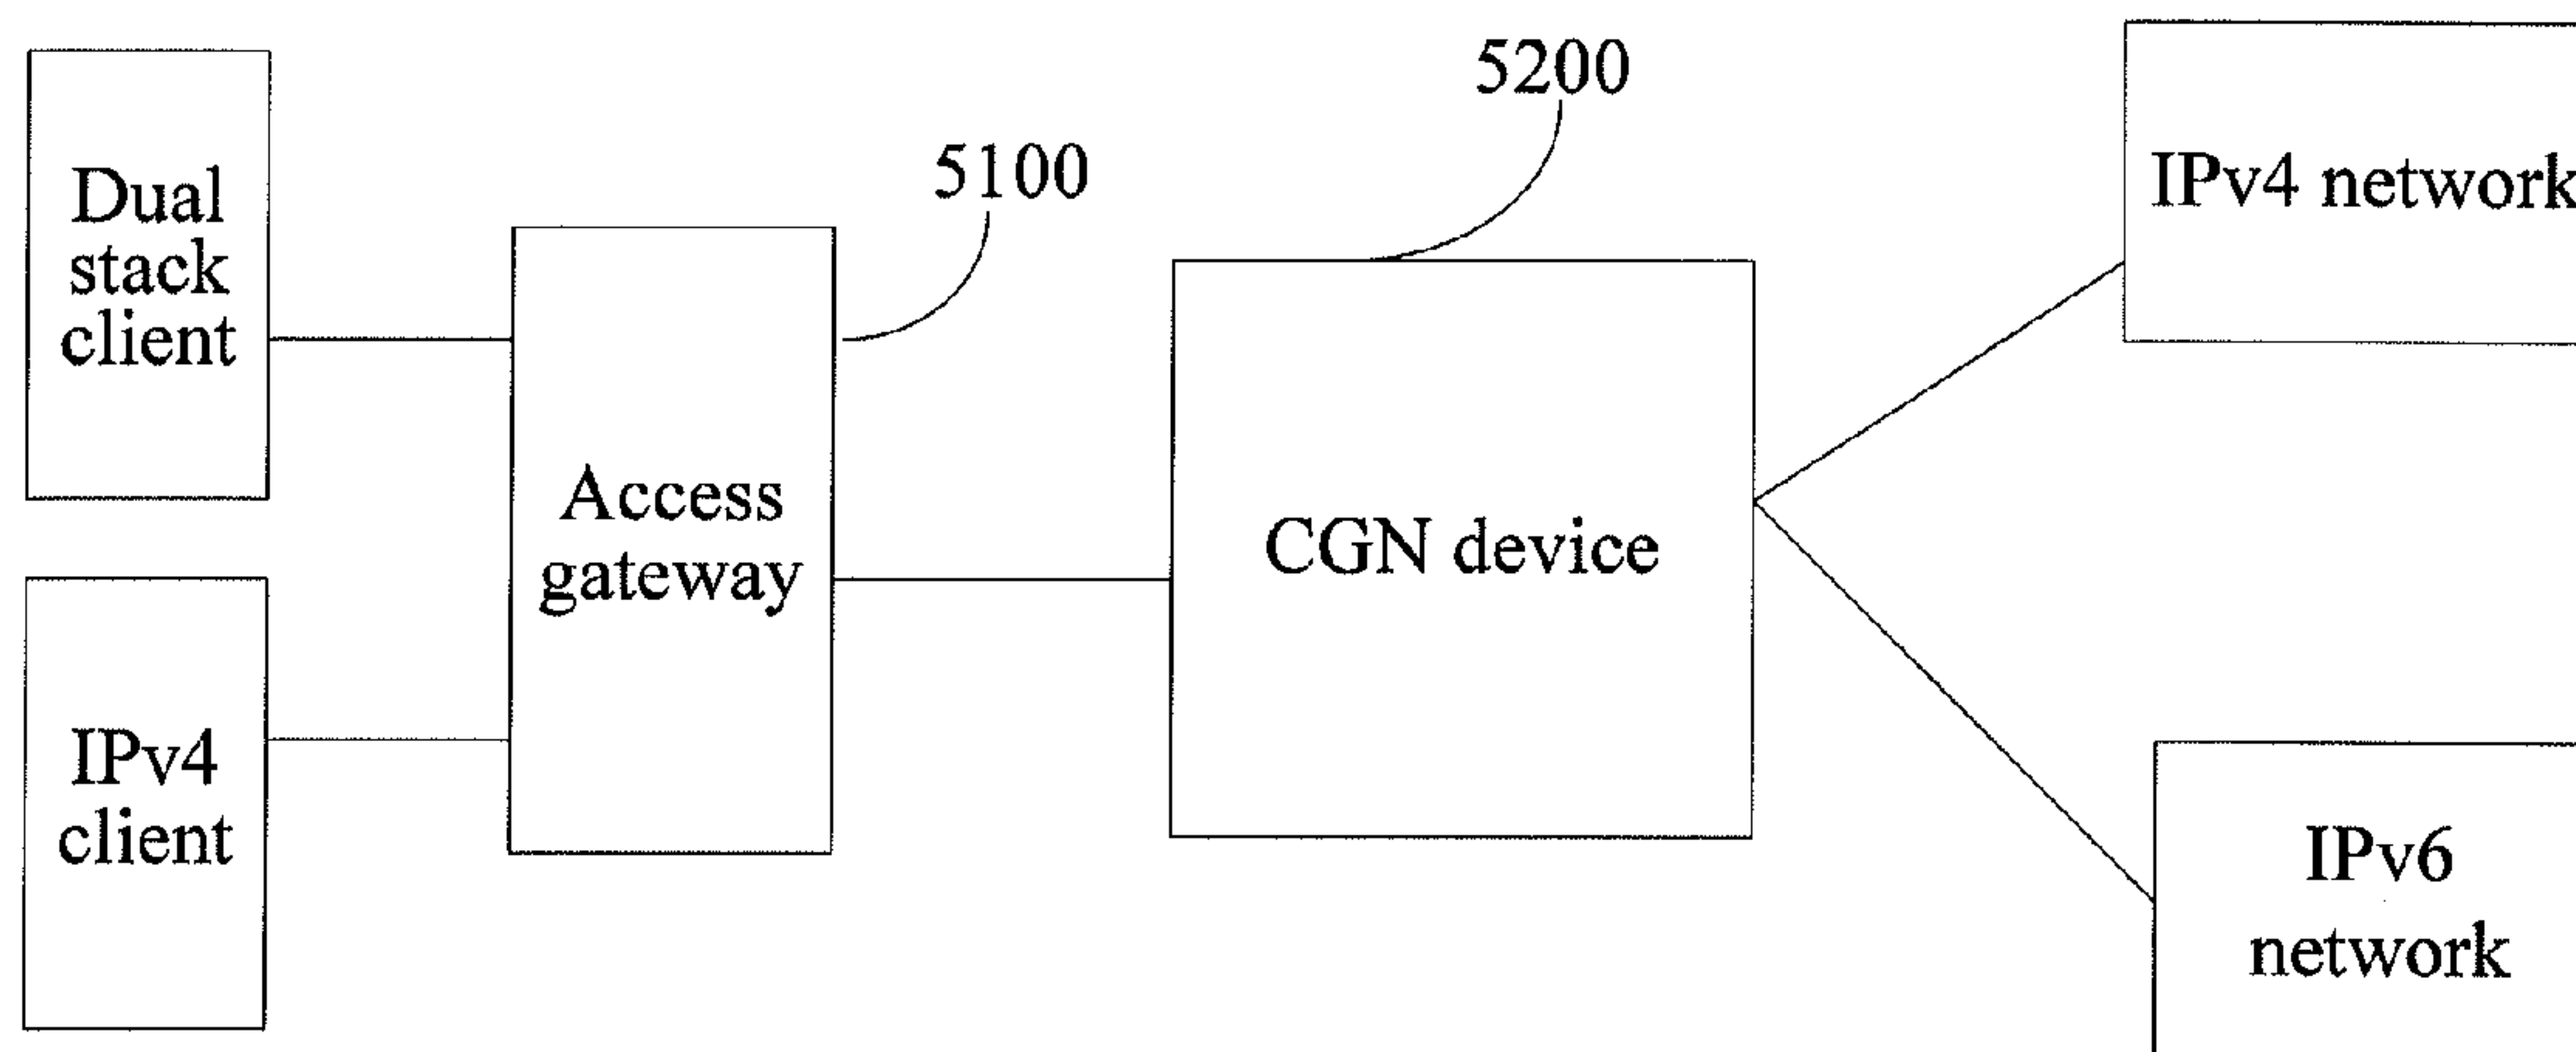 Dual
stack
client
IPv4
client
5100
Access
gateway
5200
CGN device
IPv4 network
IPv6
network